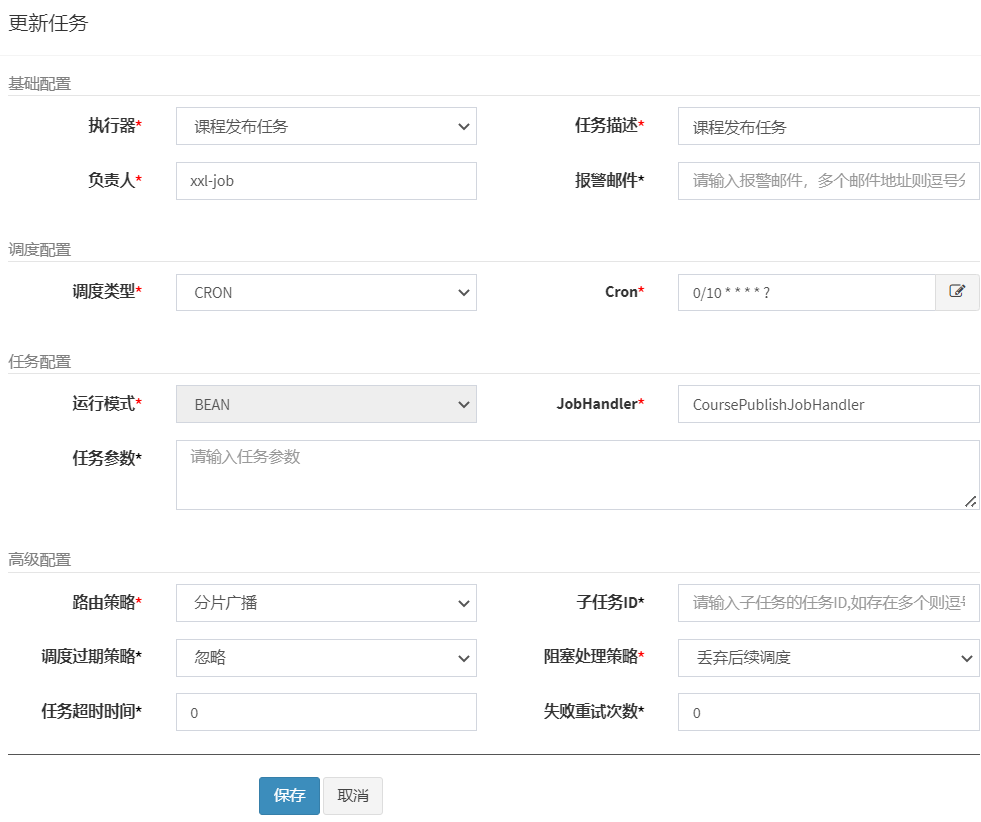 更新任务
基础配置
执行器* 课程发布任务 任务描述* 课程发布任务
负责人* xxl-job 报警邮件* 请输入报警邮件，多个邮件地址则逗号分
调度配置
调度类型* CRON Cron* 0/10 * * * * ?
任务配置
运行模式* BEAN JobHandler* CoursePublishJobHandler
任务参数* 请输入任务参数
高级配置
路由策略* 分片广播 子任务ID* 请输入子任务的任务ID,如存在多个则逗号
调度过期策略* 忽略 阻塞处理策略* 丢弃后续调度
任务超时时间* 0 失败重试次数* 0
保存 取消